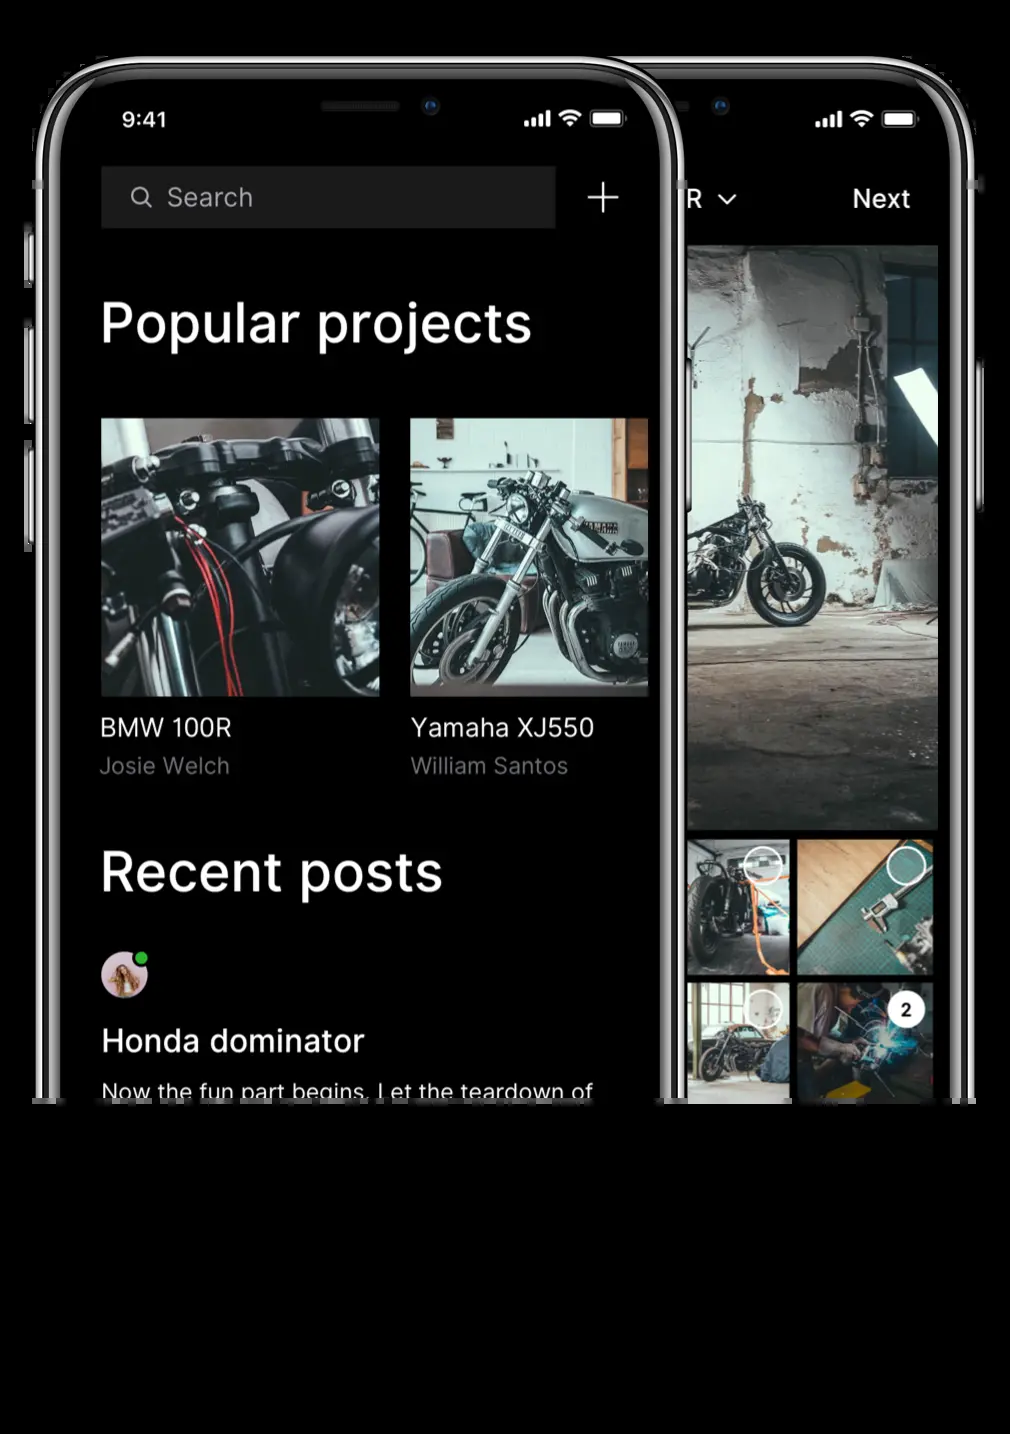 9:41
Search
R
Next
Popular projects
YAMAHA
BMW 100R
Yamaha XJ550
Josie Welch
William Santos
Recent posts
2
Honda dominator
Now the fun part begins. Let the teardown of